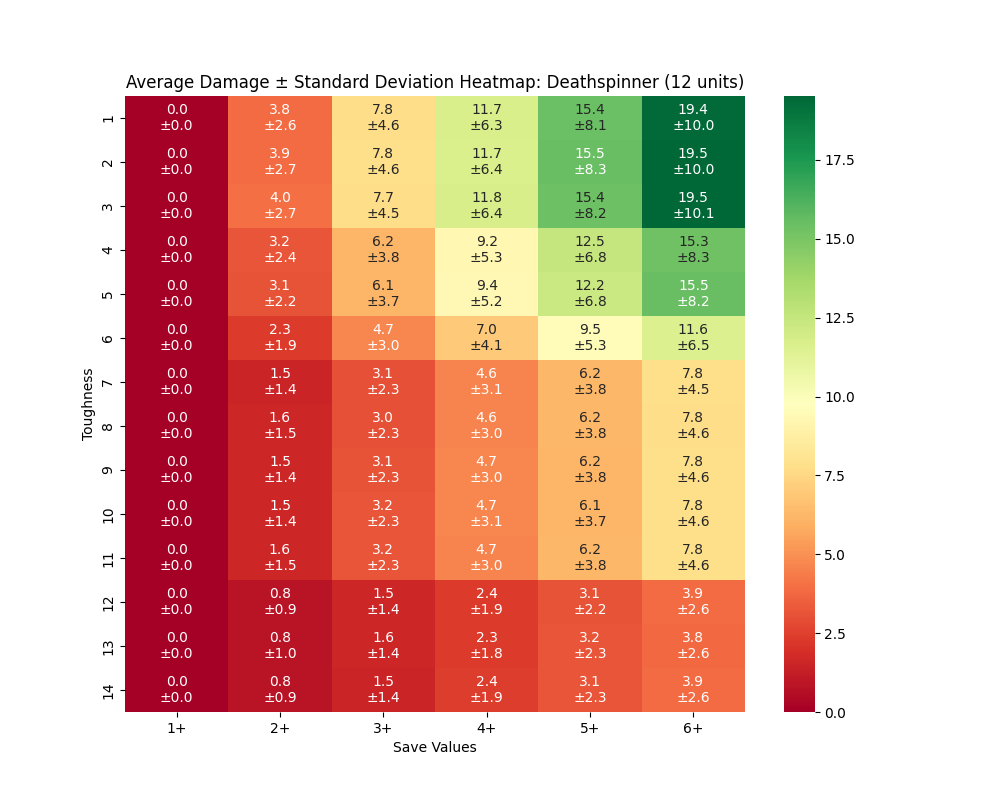 Average Damage ± Standard Deviation Heatmap: Deathspinner (12 units)
0.0 3.8 7.8 11.7 15.4 19.4
1 ±0.0 ±2.6 ±4.6 ±6.3 ±8.1 ±10.0
0.0 3.9 7.8 11.7 15.5 19.5
2 ±0.0 ±2.7 ±4.6 ±6.4 ±8.3 ±10.0
0.0 4.0 7.7 11.8 15.4 19.5
3 ±0.0 ±2.7 ±4.5 ±6.4 ±8.2 ±10.1
0.0 3.2 6.2 9.2 12.5 15.3
4 ±0.0 ±2.4 ±3.8 ±5.3 ±6.8 ±8.3
0.0 3.1 6.1 9.4 12.2 15.5
5 ±0.0 ±2.2 ±3.7 ±5.2 ±6.8 ±8.2
0.0 2.3 4.7 7.0 9.5 11.6
6 ±0.0 ±1.9 ±3.0 ±4.1 ±5.3 ±6.5
0.0 1.5 3.1 4.6 6.2 7.8
7 ±0.0 ±1.4 ±2.3 ±3.1 ±3.8 ±4.5
0.0 1.6 3.0 4.6 6.2 7.8
8 ±0.0 ±1.5 ±2.3 ±3.0 ±3.8 ±4.6
0.0 1.5 3.1 4.7 6.2 7.8
9 ±0.0 ±1.4 ±2.3 ±3.0 ±3.8 ±4.6
0.0 1.5 3.2 4.7 6.1 7.8
10 ±0.0 ±1.4 ±2.3 ±3.1 ±3.7 ±4.6
0.0 1.6 3.2 4.7 6.2 7.8
11 ±0.0 ±1.5 ±2.3 ±3.0 ±3.8 ±4.6
0.0 0.8 1.5 2.4 3.1 3.9
12 ±0.0 ±0.9 ±1.4 ±1.9 ±2.2 ±2.6
0.0 0.8 1.6 2.3 3.2 3.8
13 ±0.0 ±1.0 ±1.4 ±1.8 ±2.3 ±2.6
0.0 0.8 1.5 2.4 3.1 3.9
14 ±0.0 ±0.9 ±1.4 ±1.9 ±2.3 ±2.6
Toughness
1+ 2+ 3+ 4+ 5+ 6+
Save Values
17.5
15.0
12.5
10.0
7.5
5.0
2.5
0.0